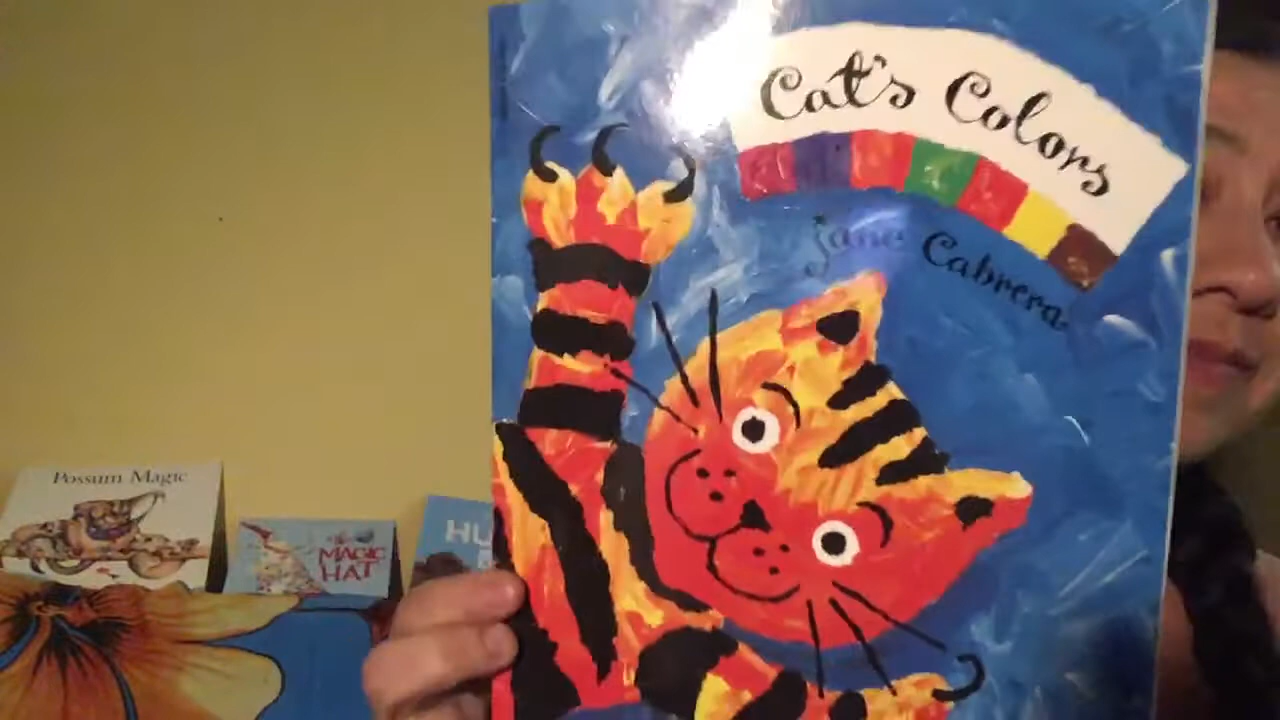 Cat's Colors
Jane Cabrera
Possum Magic
MAGIC
HAT
HU